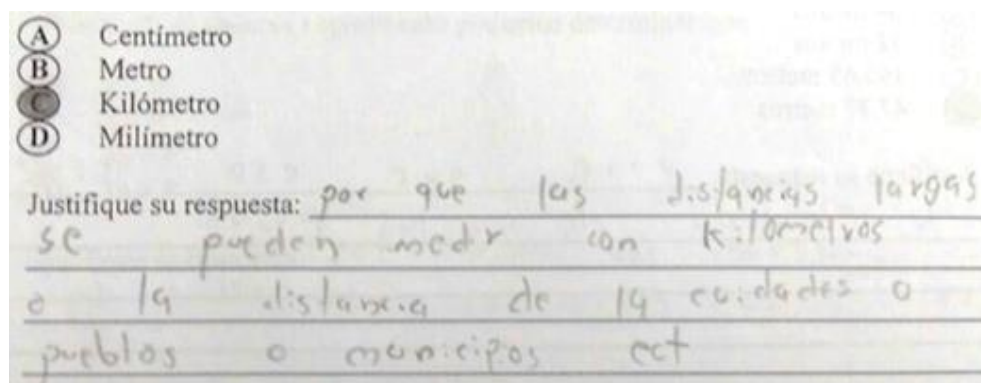 A Centímetro
B Metro
C Kilómetro
D Milímetro
Justifique su respuesta: por que las distancias largas
se pueden medir con kilometros
o la distancia de la cuidades o
pueblos o municipos ect